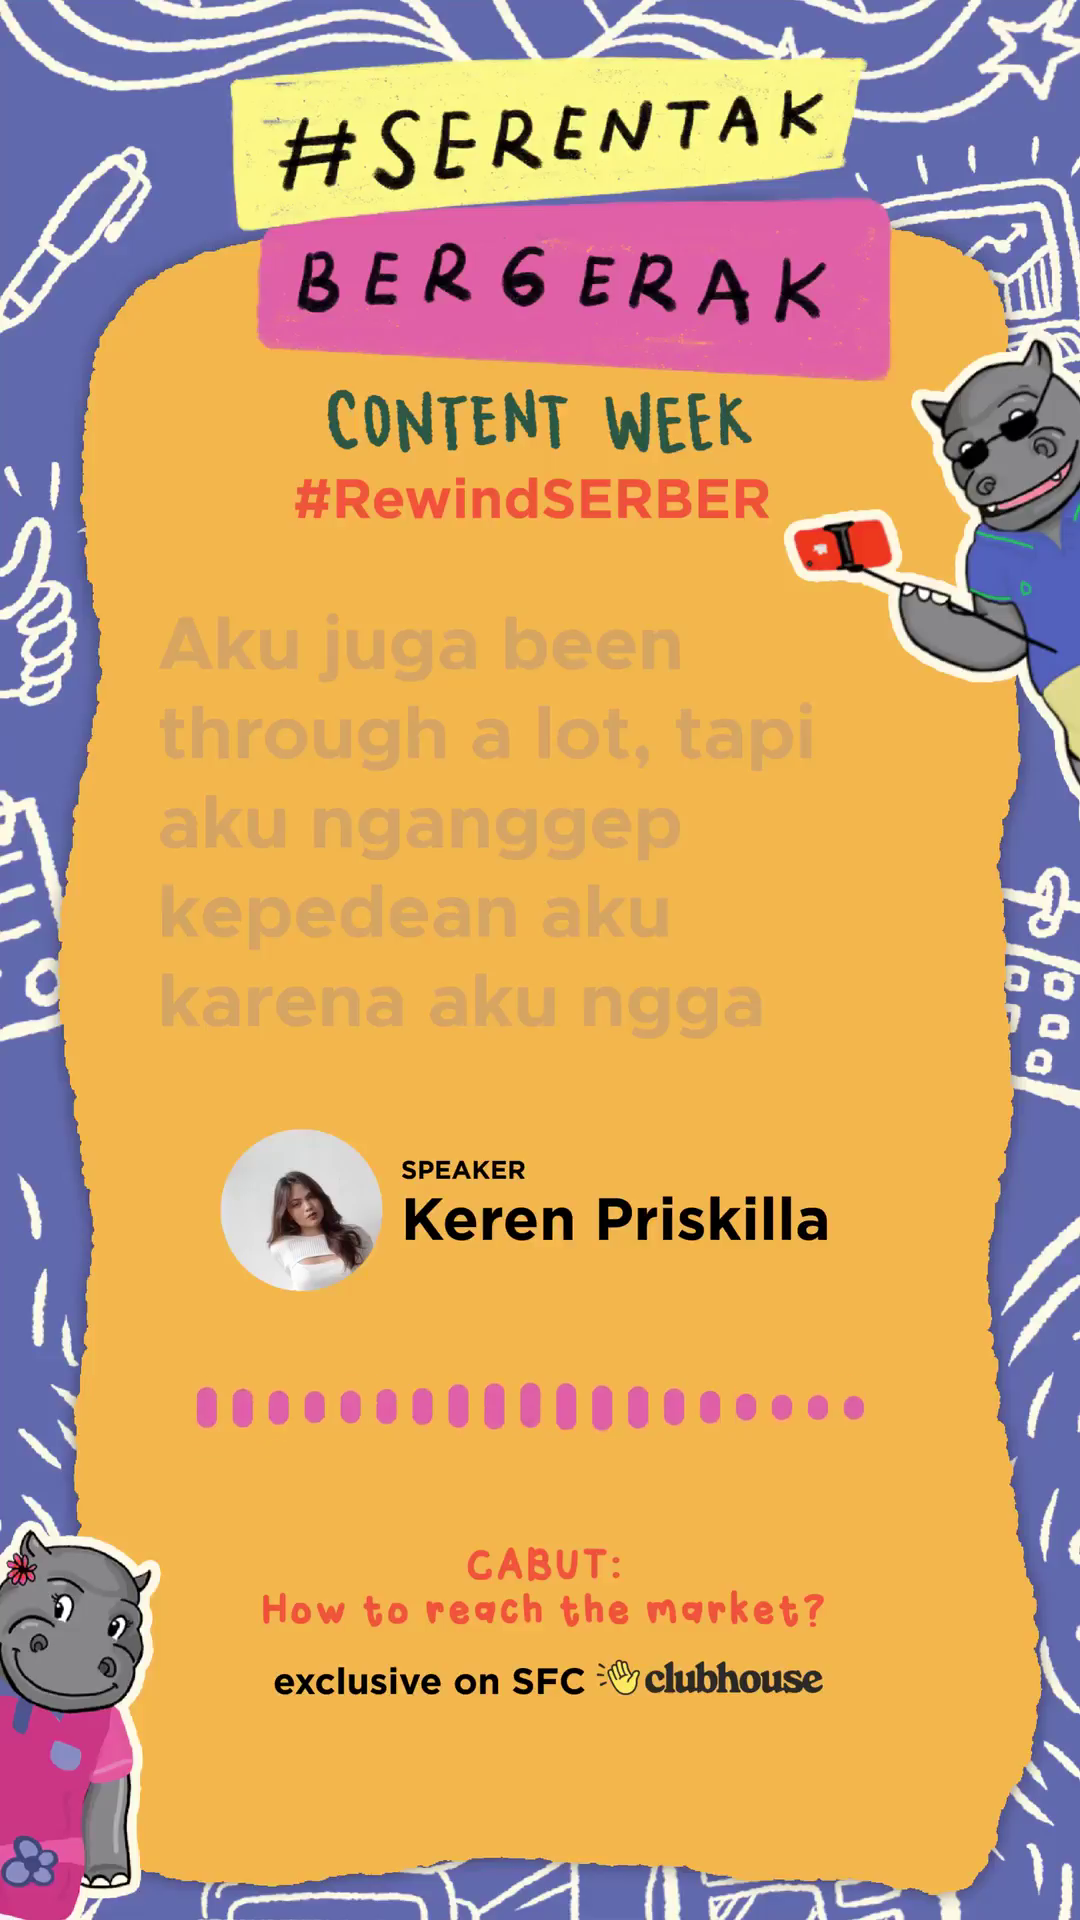 #SERENTAK
BERGERAK
CONTENT WEEK
#RewindSERBER
Aku juga been
through a lot, tapi
aku nganggep
kepedean aku
karena aku ngga
SPEAKER
Keren Priskilla
CABUT:
How to reach the market?
exclusive on SFC clubhouse